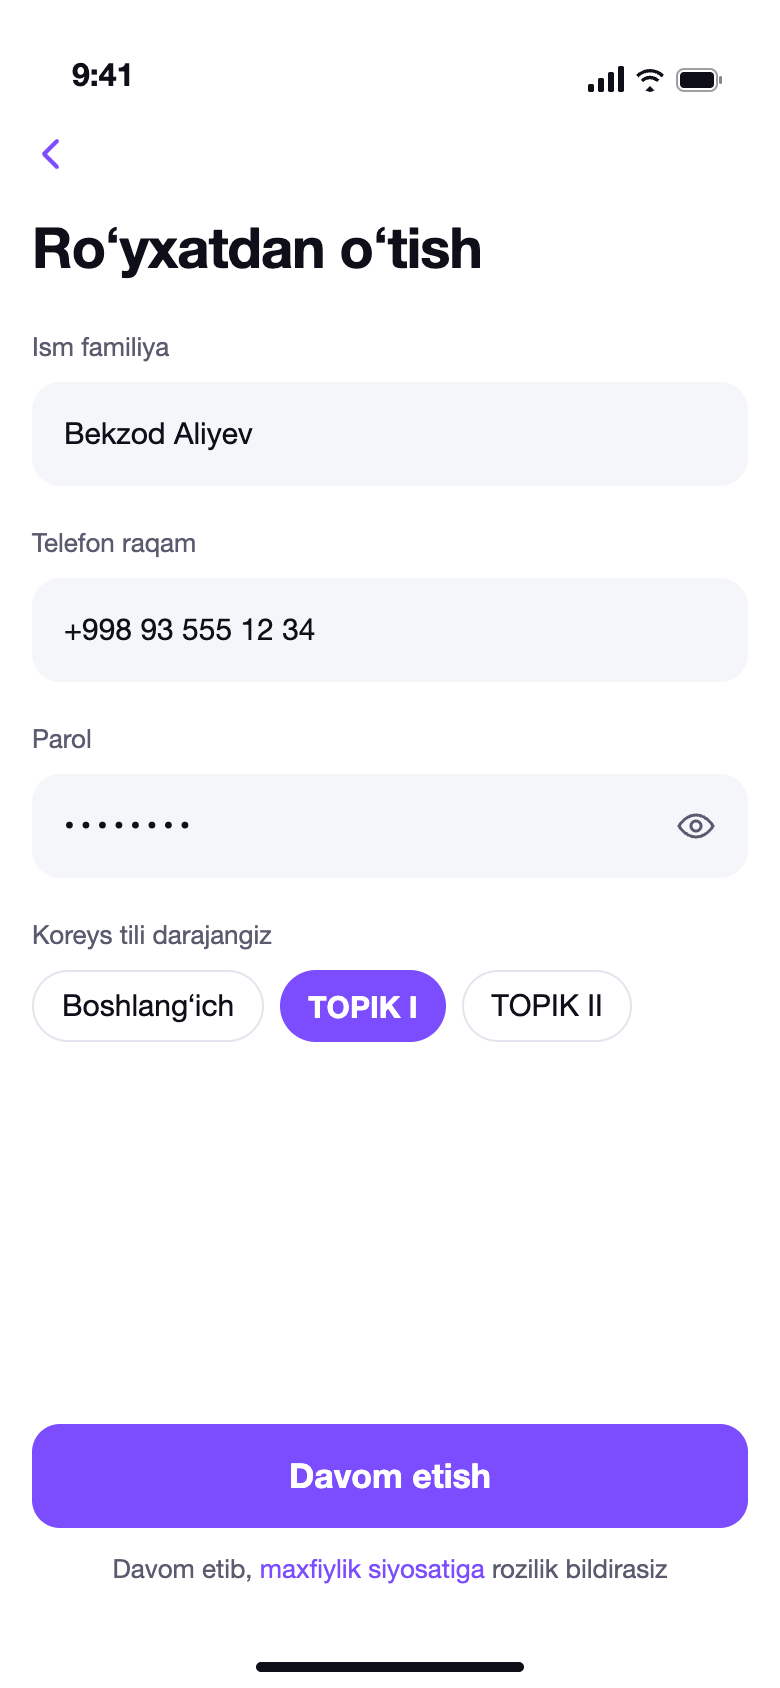 9:41
Ro‘yxatdan o‘tish
Ism familiya
Bekzod Aliyev
Telefon raqam
+998 93 555 12 34
Parol
••••••••
Koreys tili darajangiz
Boshlang‘ich TOPIK I TOPIK II
Davom etish
Davom etib, maxfiylik siyosatiga rozilik bildirasiz